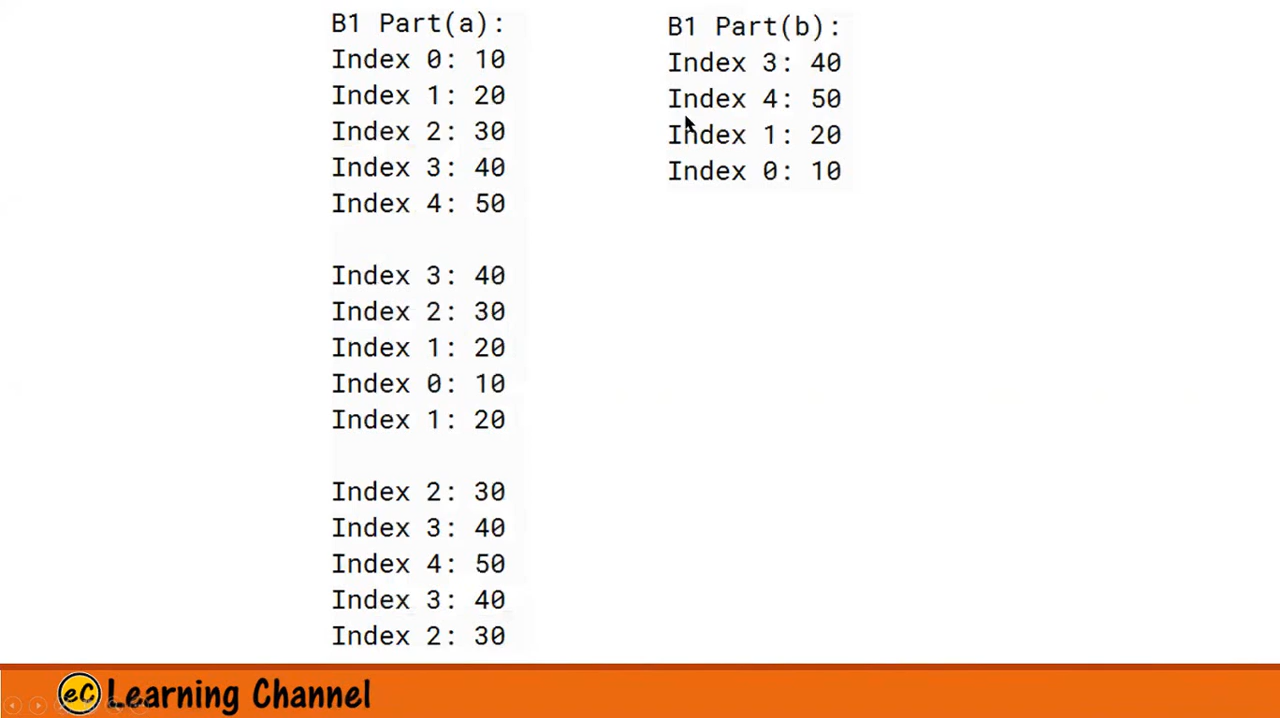 B1 Part(a):
Index 0: 10
Index 1: 20
Index 2: 30
Index 3: 40
Index 4: 50
Index 3: 40
Index 2: 30
Index 1: 20
Index 0: 10
Index 1: 20
Index 2: 30
Index 3: 40
Index 4: 50
Index 3: 40
Index 2: 30
B1 Part(b):
Index 3: 40
Index 4: 50
Index 1: 20
Index 0: 10
eC Learning Channel